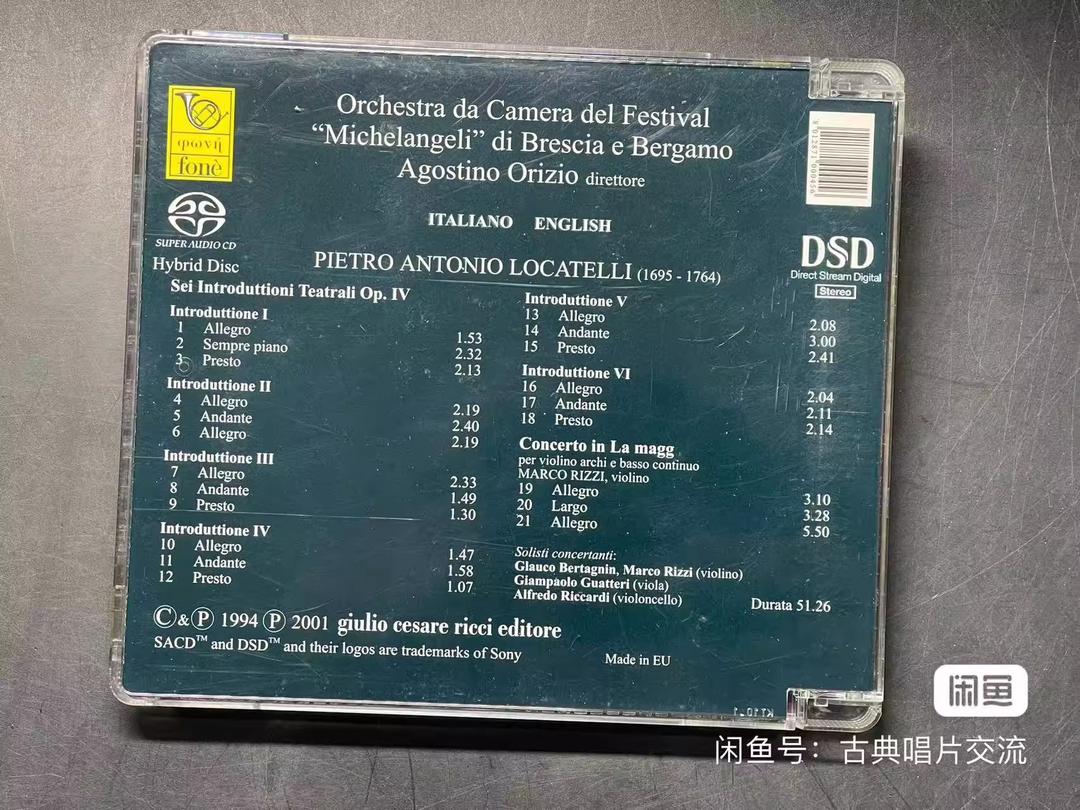 Orchestra da Camera del Festival
“Michelangeli” di Brescia e Bergamo
Agostino Orizio direttore
φωνή
fonè
SUPER AUDIO CD
Hybrid Disc
8 012871 000456
DSD
Direct Stream Digital
Stereo
ITALIANO ENGLISH
PIETRO ANTONIO LOCATELLI (1695 - 1764)
Sei Introduttioni Teatrali Op. IV
Introduttione I
1 Allegro 1.53
2 Sempre piano 2.32
3 Presto 2.13
Introduttione II
4 Allegro 2.19
5 Andante 2.40
6 Allegro 2.19
Introduttione III
7 Allegro 2.33
8 Andante 1.49
9 Presto 1.30
Introduttione IV
10 Allegro 1.47
11 Andante 1.58
12 Presto 1.07
Introduttione V
13 Allegro 2.08
14 Andante 3.00
15 Presto 2.41
Introduttione VI
16 Allegro 2.04
17 Andante 2.11
18 Presto 2.14
Concerto in La magg
per violino archi e basso continuo
MARCO RIZZI, violino
19 Allegro 3.10
20 Largo 3.28
21 Allegro 5.50
Solisti concertanti:
Glauco Bertagnin, Marco Rizzi (violino)
Giampaolo Guatteri (viola)
Alfredo Riccardi (violoncello)
Durata 51.26
Ⓒ & Ⓟ 1994 Ⓟ 2001 giulio cesare ricci editore
SACD™ and DSD™ and their logos are trademarks of Sony
Made in EU
闲鱼
闲鱼号：古典唱片交流